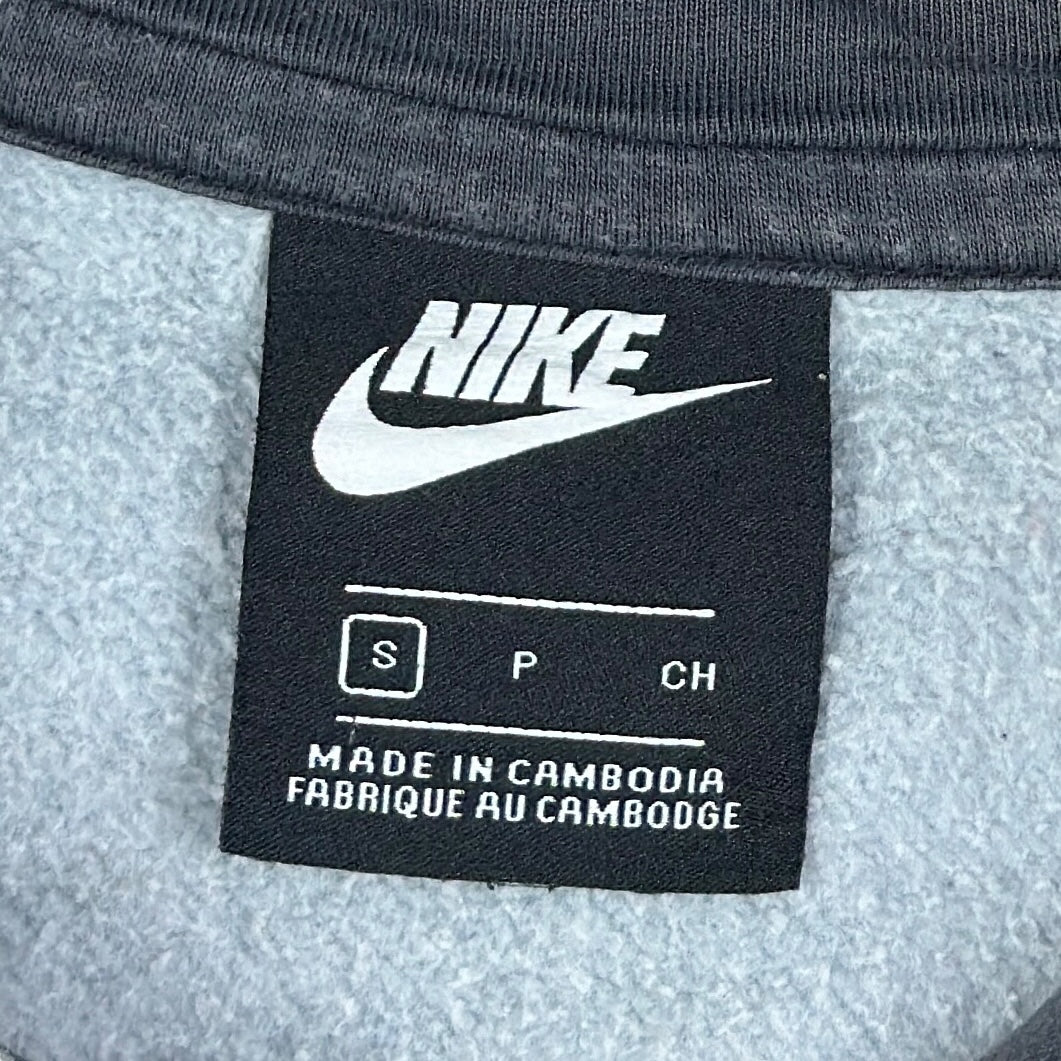 NIKE
S P CH
MADE IN CAMBODIA
FABRIQUE AU CAMBODGE